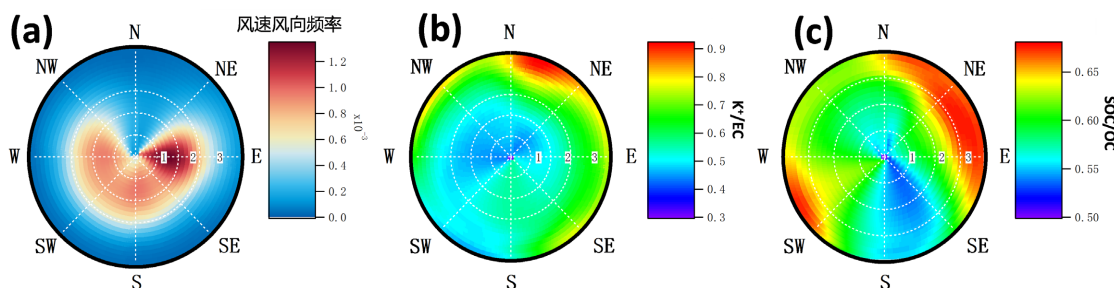 (a)
风速风向频率
N
NW
NE
W
1 2 3
E
SW
SE
S
1.2
1.0
0.8
0.6
0.4
0.2
0.0
x10⁻³
(b)
N
NW
NE
W
1 2 3
E
SW
SE
S
0.9
0.8
0.7
0.6
0.5
0.4
0.3
K⁺/EC
(c)
N
NW
NE
W
1 2 3
E
SW
SE
S
0.65
0.60
0.55
0.50
SOC/OC